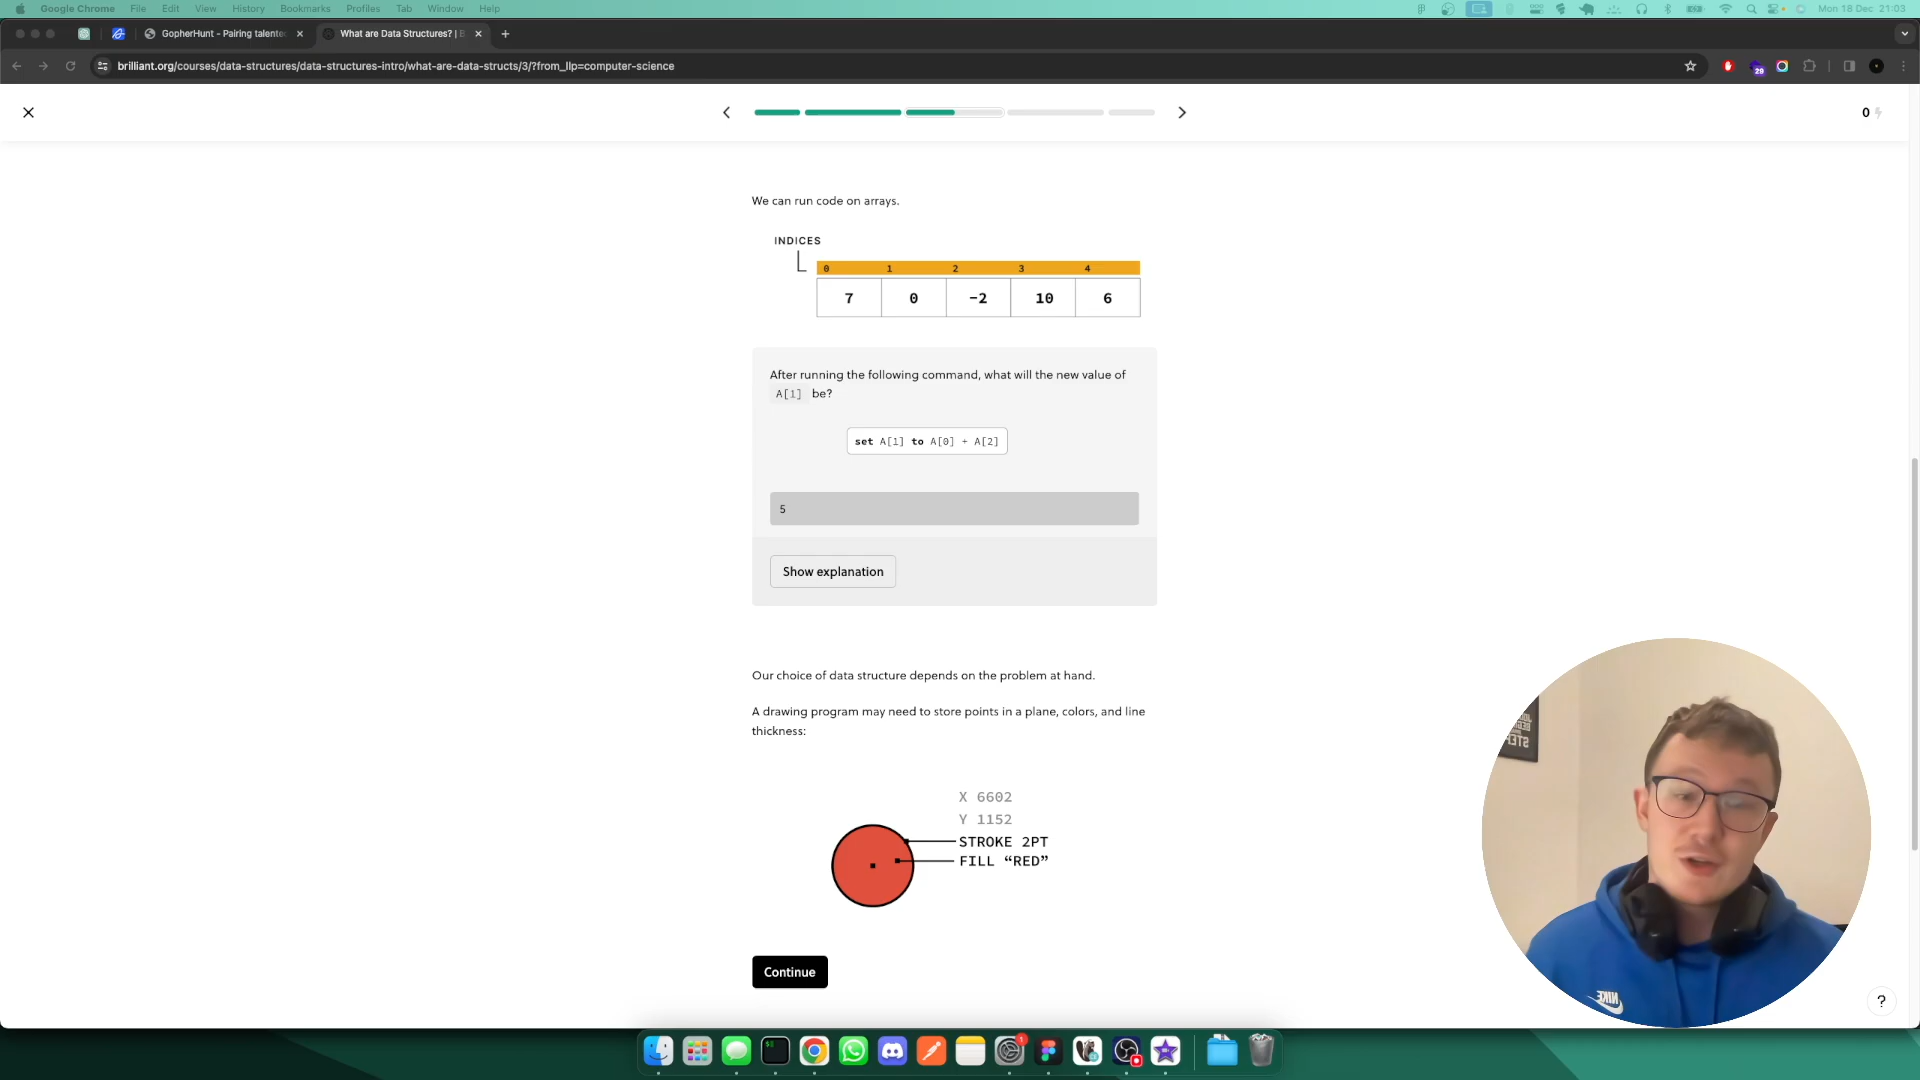 Google Chrome File Edit View History Bookmarks Profiles Tab Window Help Mon 18 Dec 21:03
GopherHunt - Pairing talente What are Data Structures? |
brilliant.org/courses/data-structures/data-structures-intro/what-are-data-structs/3/?from_llp=computer-science
29
0
We can run code on arrays.
INDICES
0 1 2 3 4
7 0 -2 10 6
After running the following command, what will the new value of
A[1] be?
set A[1] to A[0] + A[2]
5
Show explanation
Our choice of data structure depends on the problem at hand.
A drawing program may need to store points in a plane, colors, and line
thickness:
X 6602
Y 1152
STROKE 2PT
FILL “RED”
Continue
?
NIKE
1